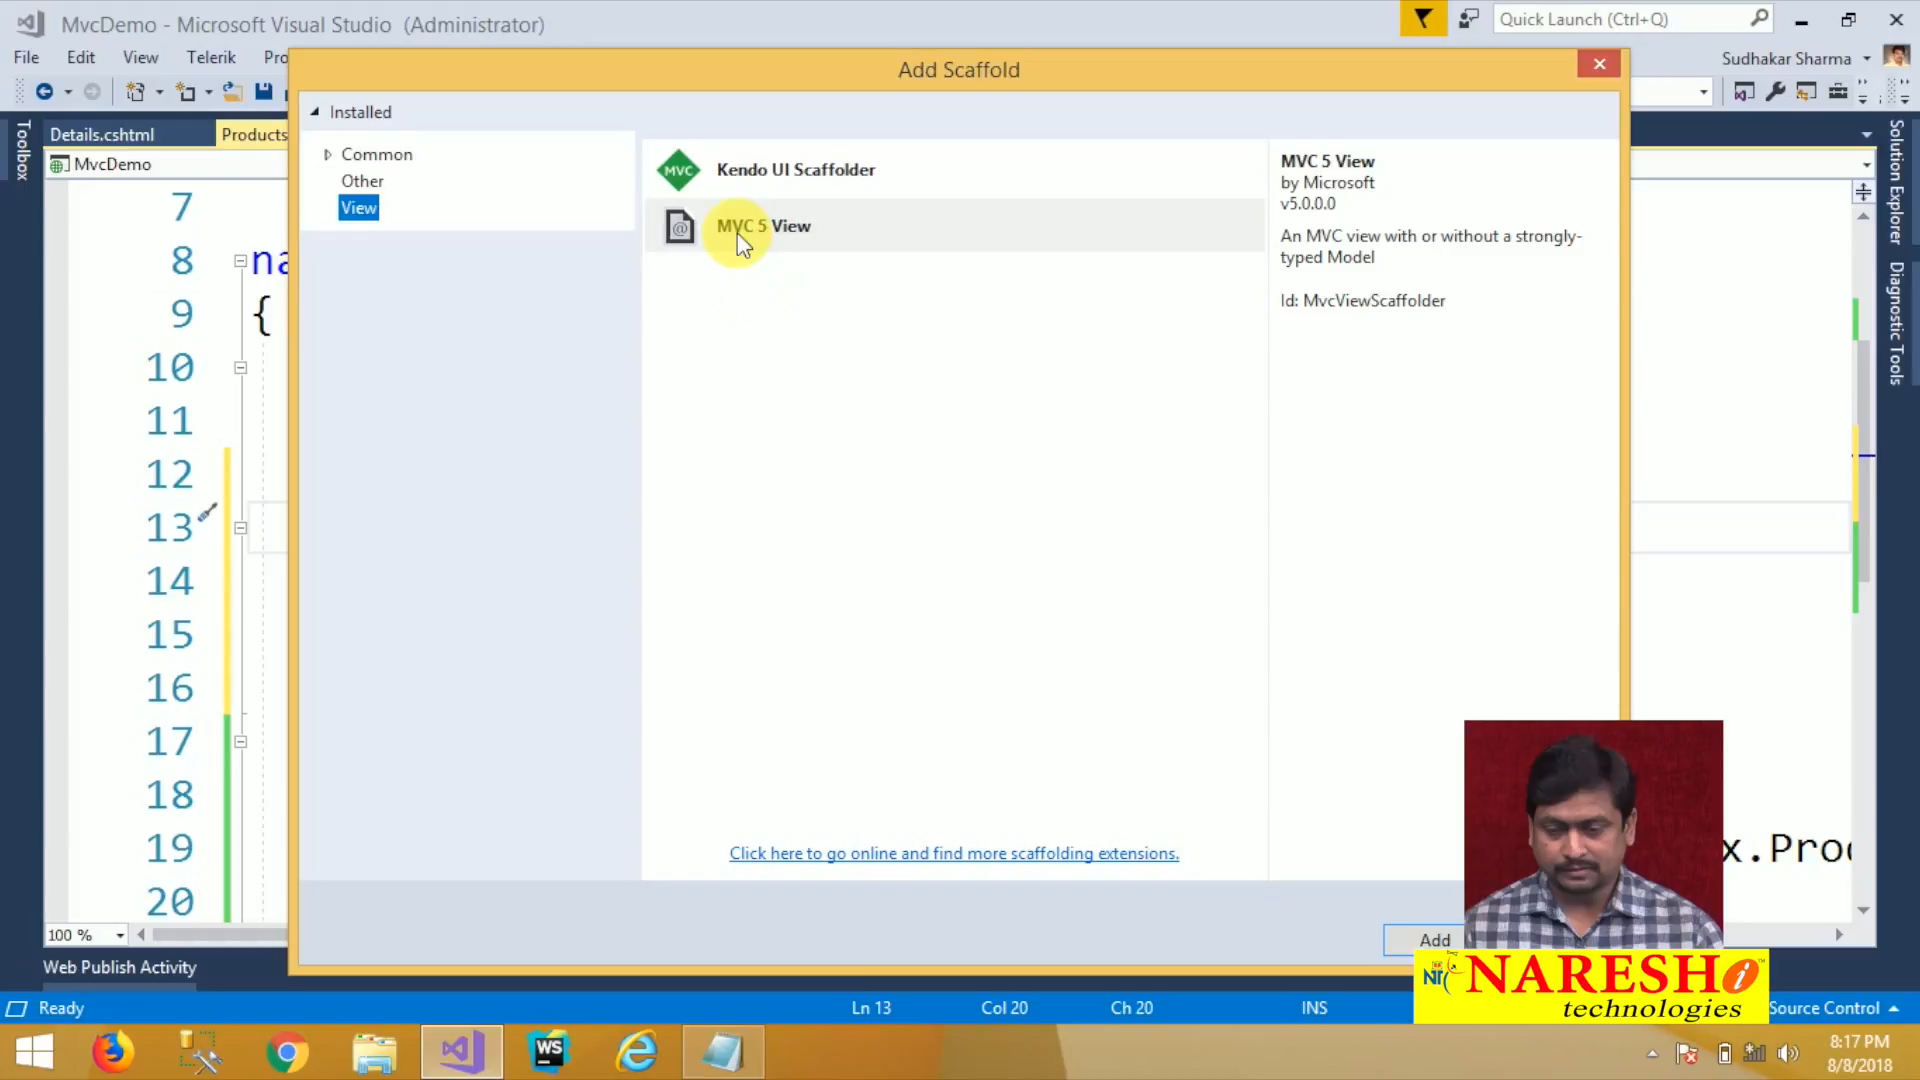 MvcDemo - Microsoft Visual Studio (Administrator)
Quick Launch (Ctrl+Q)
File Edit View Telerik Pro
Sudhakar Sharma
Add Scaffold
Toolbox
Details.cshtml
Products
MvcDemo
Installed
Common
Other
View
MVC
Kendo UI Scaffolder
@
MVC 5 View
MVC 5 View
by Microsoft
v5.0.0.0
An MVC view with or without a strongly-
typed Model
Id: MvcViewScaffolder
Solution Explorer
Diagnostic Tools
7
8 na
9 {
10
11
12
13
14
15
16
17
18
19 x.Prod
20
Click here to go online and find more scaffolding extensions.
Add
100 %
Web Publish Activity
NARESHi
technologies
Ready
Ln 13 Col 20 Ch 20 INS
Source Control
WS
8:17 PM
8/8/2018